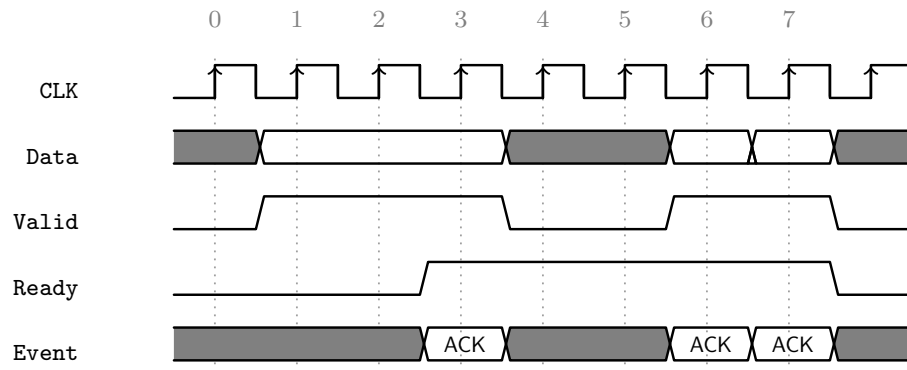 0 1 2 3 4 5 6 7
CLK
Data
Valid
Ready
Event ACK ACK ACK